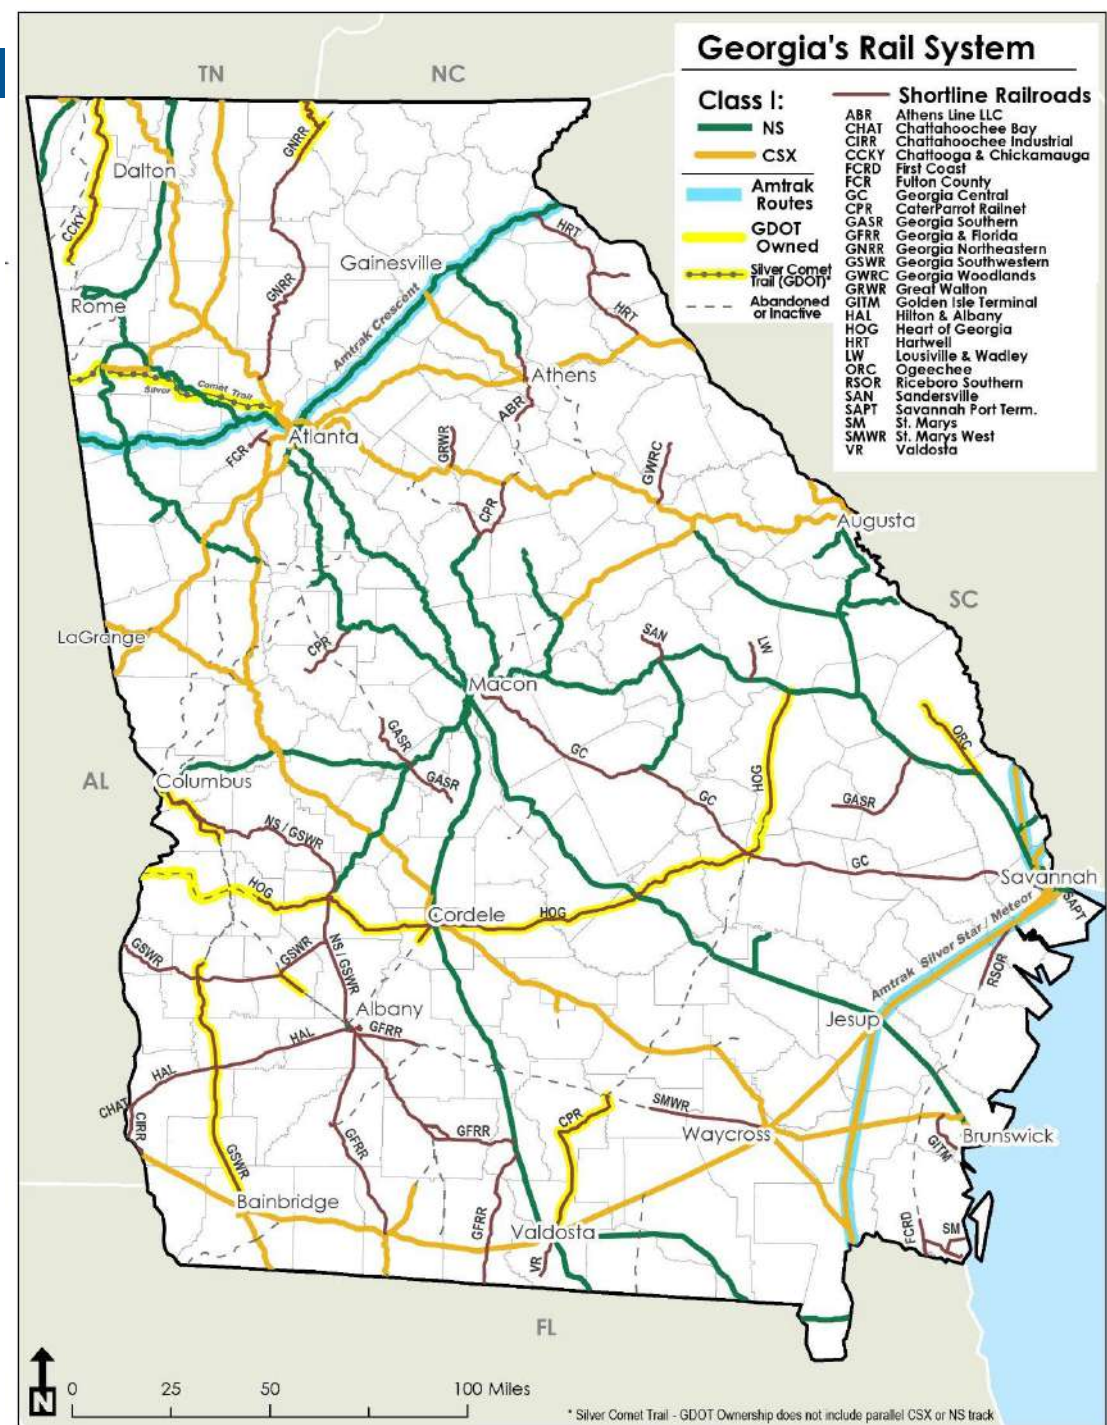 Georgia's Rail System
Class I:
NS
CSX
Amtrak
Routes
GDOT
Owned
Silver Comet
Trail (GDOT)*
Abandoned
or Inactive
Shortline Railroads
ABR Athens Line LLC
CHAT Chattahoochee Bay
CIRR Chattahoochee Industrial
CCKY Chattooga & Chickamauga
FCRD First Coast
FCR Fulton County
GC Georgia Central
CPR CaterParrot Railnet
GASR Georgia Southern
GFRR Georgia & Florida
GNRR Georgia Northeastern
GSWR Georgia Southwestern
GWRC Georgia Woodlands
GRWR Great Walton
GITM Golden Isle Terminal
HAL Hilton & Albany
HOG Heart of Georgia
HRT Hartwell
LW Lousiville & Wadley
ORC Ogeechee
RSOR Riceboro Southern
SAN Sandersville
SAPT Savannah Port Term.
SM St. Marys
SMWR St. Marys West
VR Valdosta
TN
NC
GNRR
Dalton
CCKY
HRT
Gainesville
GNRR
Rome
HRT
Amtrak Crescent
Athens
Silver Comet Trail
ABR
Atlanta
FCR
GRWR
GWRC
CPR
Augusta
SC
LaGrange
CPR
SAN
LW
Macon
GASR
GC
ORC
AL
Columbus
GASR
GC
HOG
GASR
NS / GSWR
GC
Savannah
HOG
Cordele
HOG
SAPT
GSWR
GSWR
NS / GSWR
Amtrak Silver Star / Meteor
RSOR
Albany
GFRR
Jesup
HAL
HAL
CHAT
CIRR
SMWR
CPR
Waycross
Brunswick
GFRR
GFRR
GITM
GSWR
Bainbridge
GFRR
Valdosta
FCRD
SM
VR
FL
N
0 25 50 100 Miles
* Silver Comet Trail - GDOT Ownership does not include parallel CSX or NS track